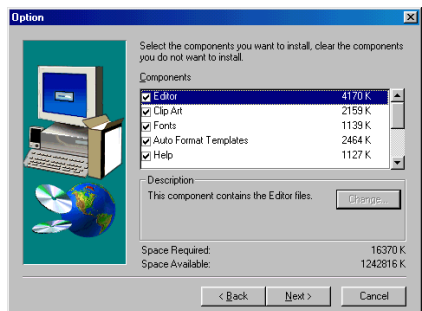 Option
Select the components you want to install, clear the components
you do not want to install.
Components
Editor 4170 K
Clip Art 2159 K
Fonts 1139 K
Auto Format Templates 2464 K
Help 1127 K
Description
This component contains the Editor files.
Change...
Space Required: 16370 K
Space Available: 1242816 K
< Back Next > Cancel